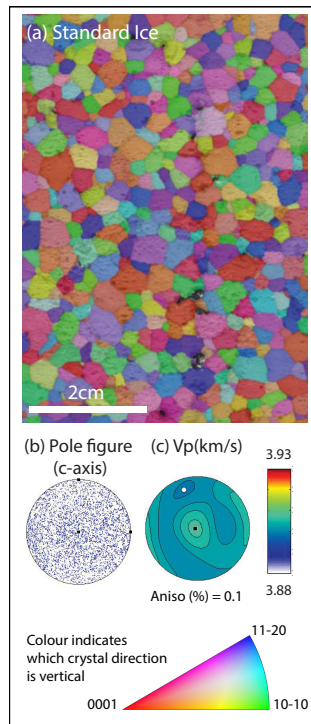 (a) Standard Ice
2cm
(b) Pole figure
(c-axis)
(c) Vp(km/s)
3.93
3.88
Aniso (%) = 0.1
Colour indicates
which crystal direction
is vertical
11-20
0001
10-10